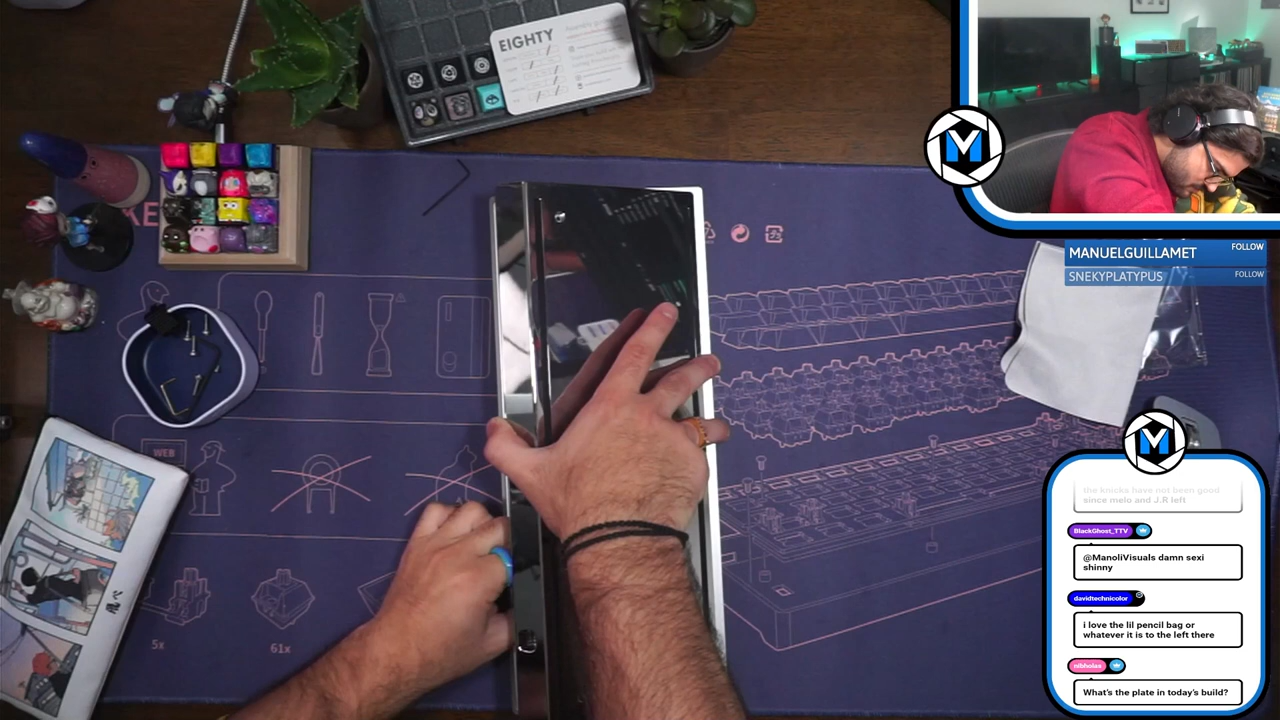 EIGHTY
KE
WEB
5x
61x
M
MANUELGUILLAMET
FOLLOW
SNEKYPLATYPUS
FOLLOW
M
the knicks have not been good
since melo and J.R left
BlackGhost_TTV
@ManoliVisuals damn sexi
shinny
davidtechnicolor
i love the lil pencil bag or
whatever it is to the left there
nibholas
What's the plate in today's build?